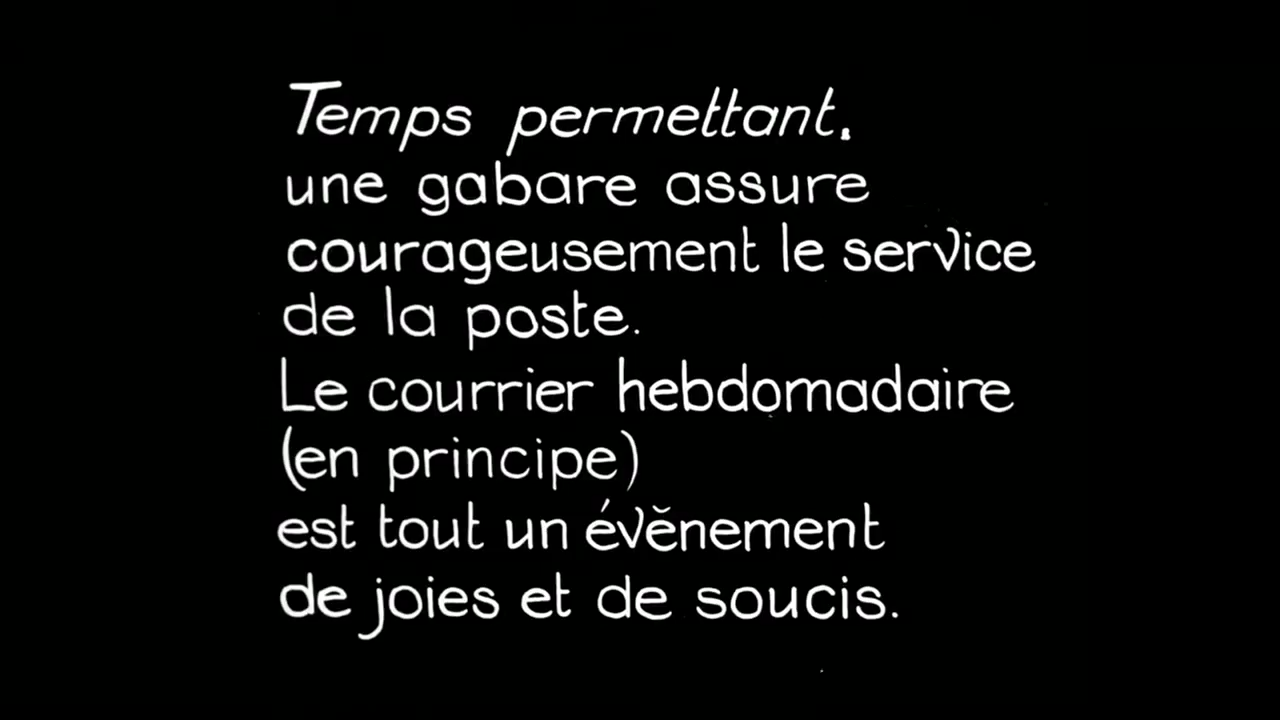 Temps permettant.
une gabare assure
courageusement le service
de la poste.
Le courrier hebdomadaire
(en principe)
est tout un évĕnement
de joies et de soucis.